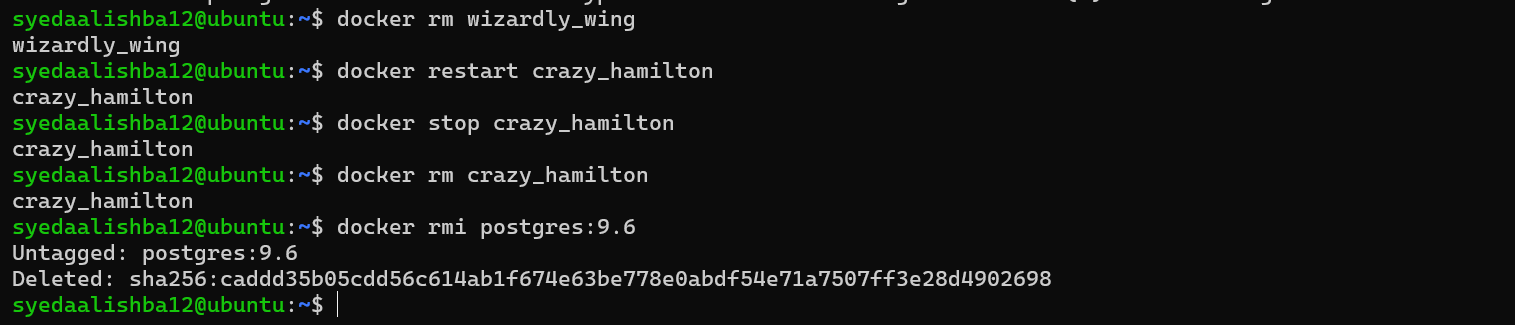 syedaalishba12@ubuntu:~$ docker rm wizardly_wing
wizardly_wing
syedaalishba12@ubuntu:~$ docker restart crazy_hamilton
crazy_hamilton
syedaalishba12@ubuntu:~$ docker stop crazy_hamilton
crazy_hamilton
syedaalishba12@ubuntu:~$ docker rm crazy_hamilton
crazy_hamilton
syedaalishba12@ubuntu:~$ docker rmi postgres:9.6
Untagged: postgres:9.6
Deleted: sha256:caddd35b05cdd56c614ab1f674e63be778e0abdf54e71a7507ff3e28d4902698
syedaalishba12@ubuntu:~$